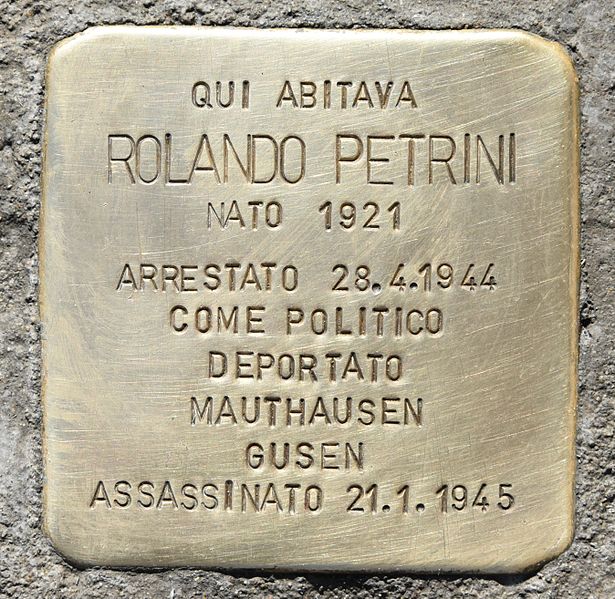 QUI ABITAVA
ROLANDO PETRINI
NATO 1921
ARRESTATO 28.4.1944
COME POLITICO
DEPORTATO
MAUTHAUSEN
GUSEN
ASSASSINATO 21.1.1945